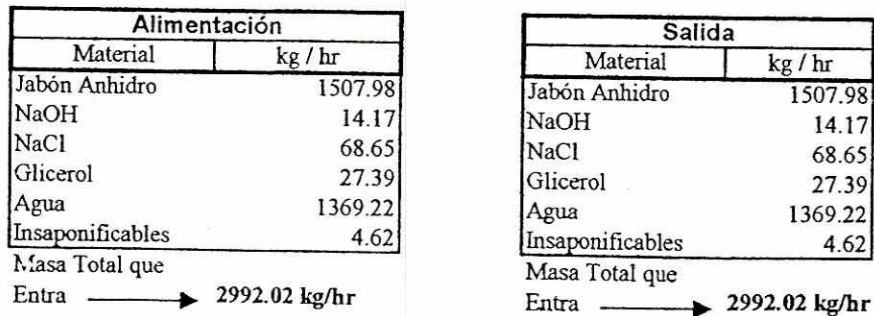 Alimentación
Material kg / hr
Jabón Anhidro 1507.98
NaOH 14.17
NaCl 68.65
Glicerol 27.39
Agua 1369.22
Insaponificables 4.62
Masa Total que
Entra 2992.02 kg/hr
Salida
Material kg / hr
Jabón Anhidro 1507.98
NaOH 14.17
NaCl 68.65
Glicerol 27.39
Agua 1369.22
Insaponificables 4.62
Masa Total que
Entra 2992.02 kg/hr